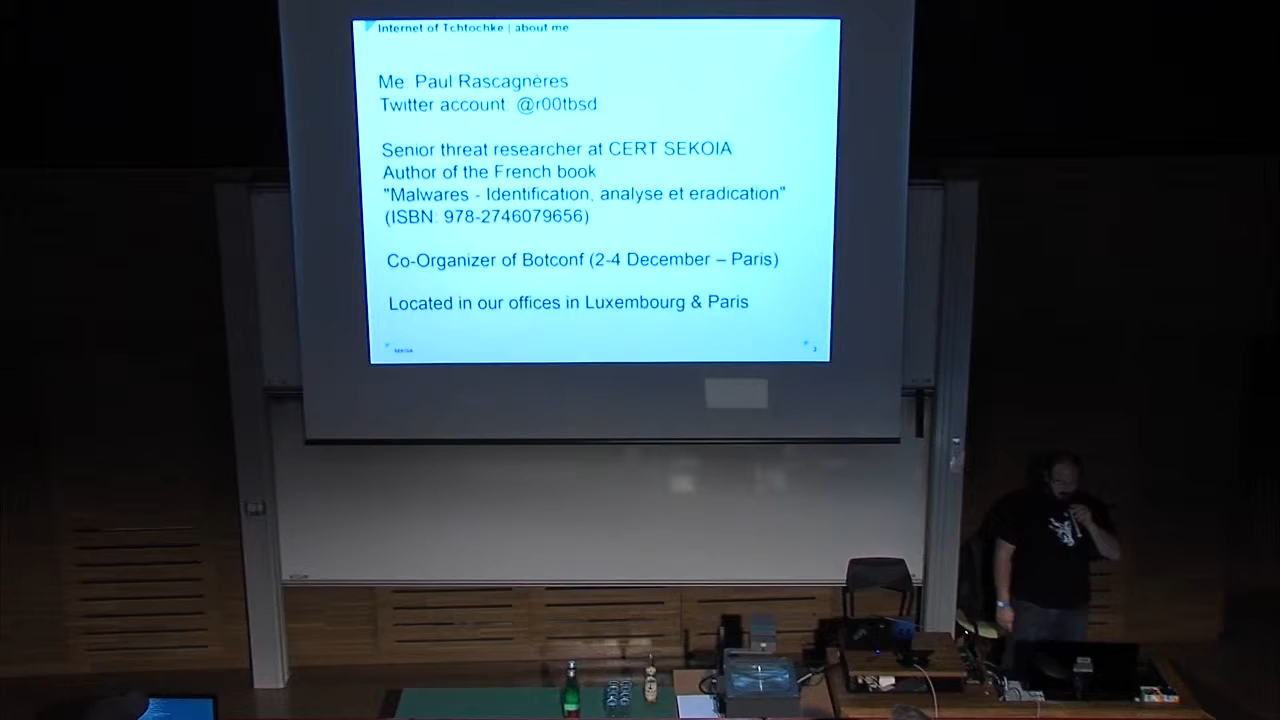 Internet of Tchtochke | about me
Me Paul Rascagnères
Twitter account @r00tbsd
Senior threat researcher at CERT SEKOIA
Author of the French book
"Malwares - Identification, analyse et eradication"
(ISBN: 978-2746079656)
Co-Organizer of Botconf (2-4 December – Paris)
Located in our offices in Luxembourg & Paris
SEKOIA